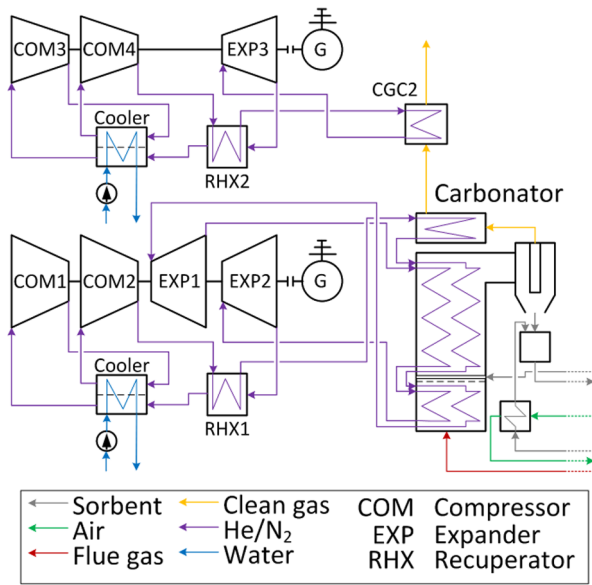 COM3 COM4 EXP3 G
CGC2
Cooler
RHX2
Carbonator
COM1 COM2 EXP1 EXP2 G
Cooler
RHX1
Sorbent Clean gas COM Compressor
Air He/N₂ EXP Expander
Flue gas Water RHX Recuperator